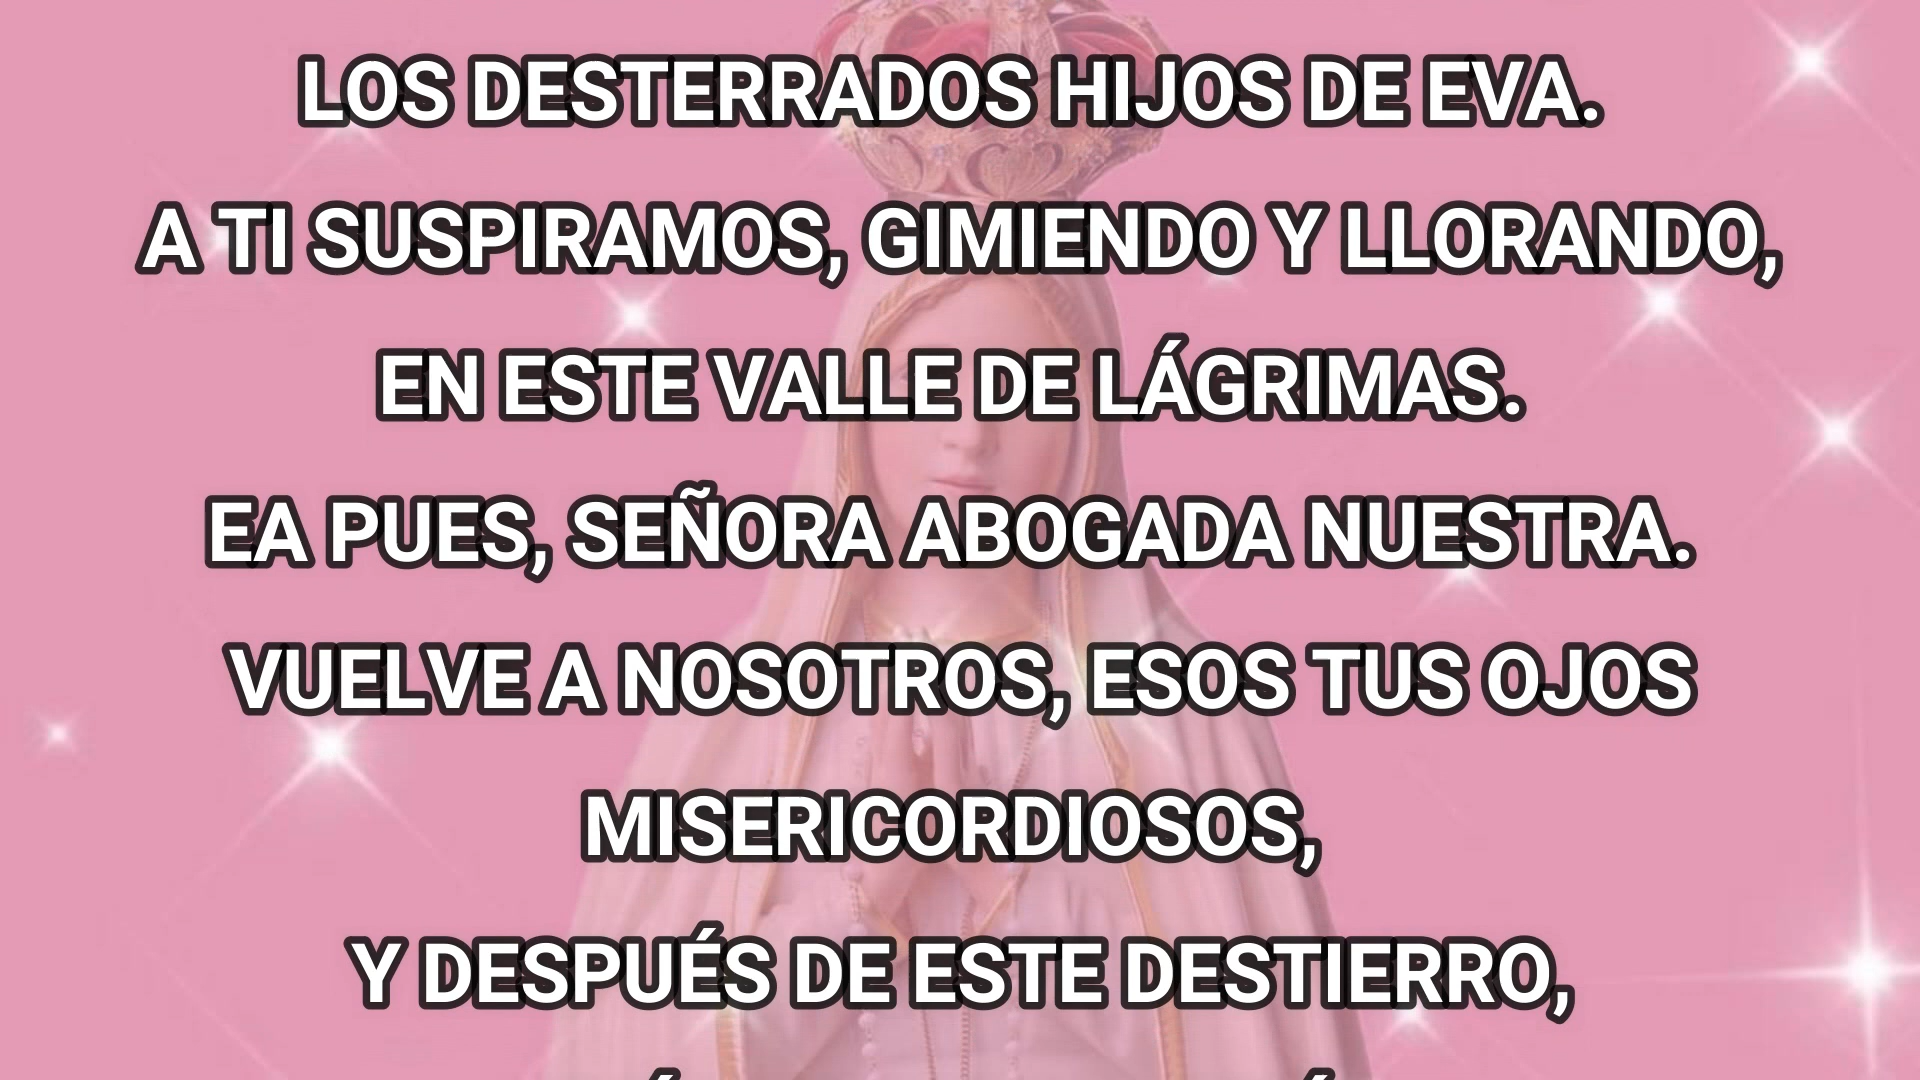 LOS DESTERRADOS HIJOS DE EVA.
A TI SUSPIRAMOS, GIMIENDO Y LLORANDO,
EN ESTE VALLE DE LÁGRIMAS.
EA PUES, SEÑORA ABOGADA NUESTRA.
VUELVE A NOSOTROS, ESOS TUS OJOS
MISERICORDIOSOS,
Y DESPUÉS DE ESTE DESTIERRO,